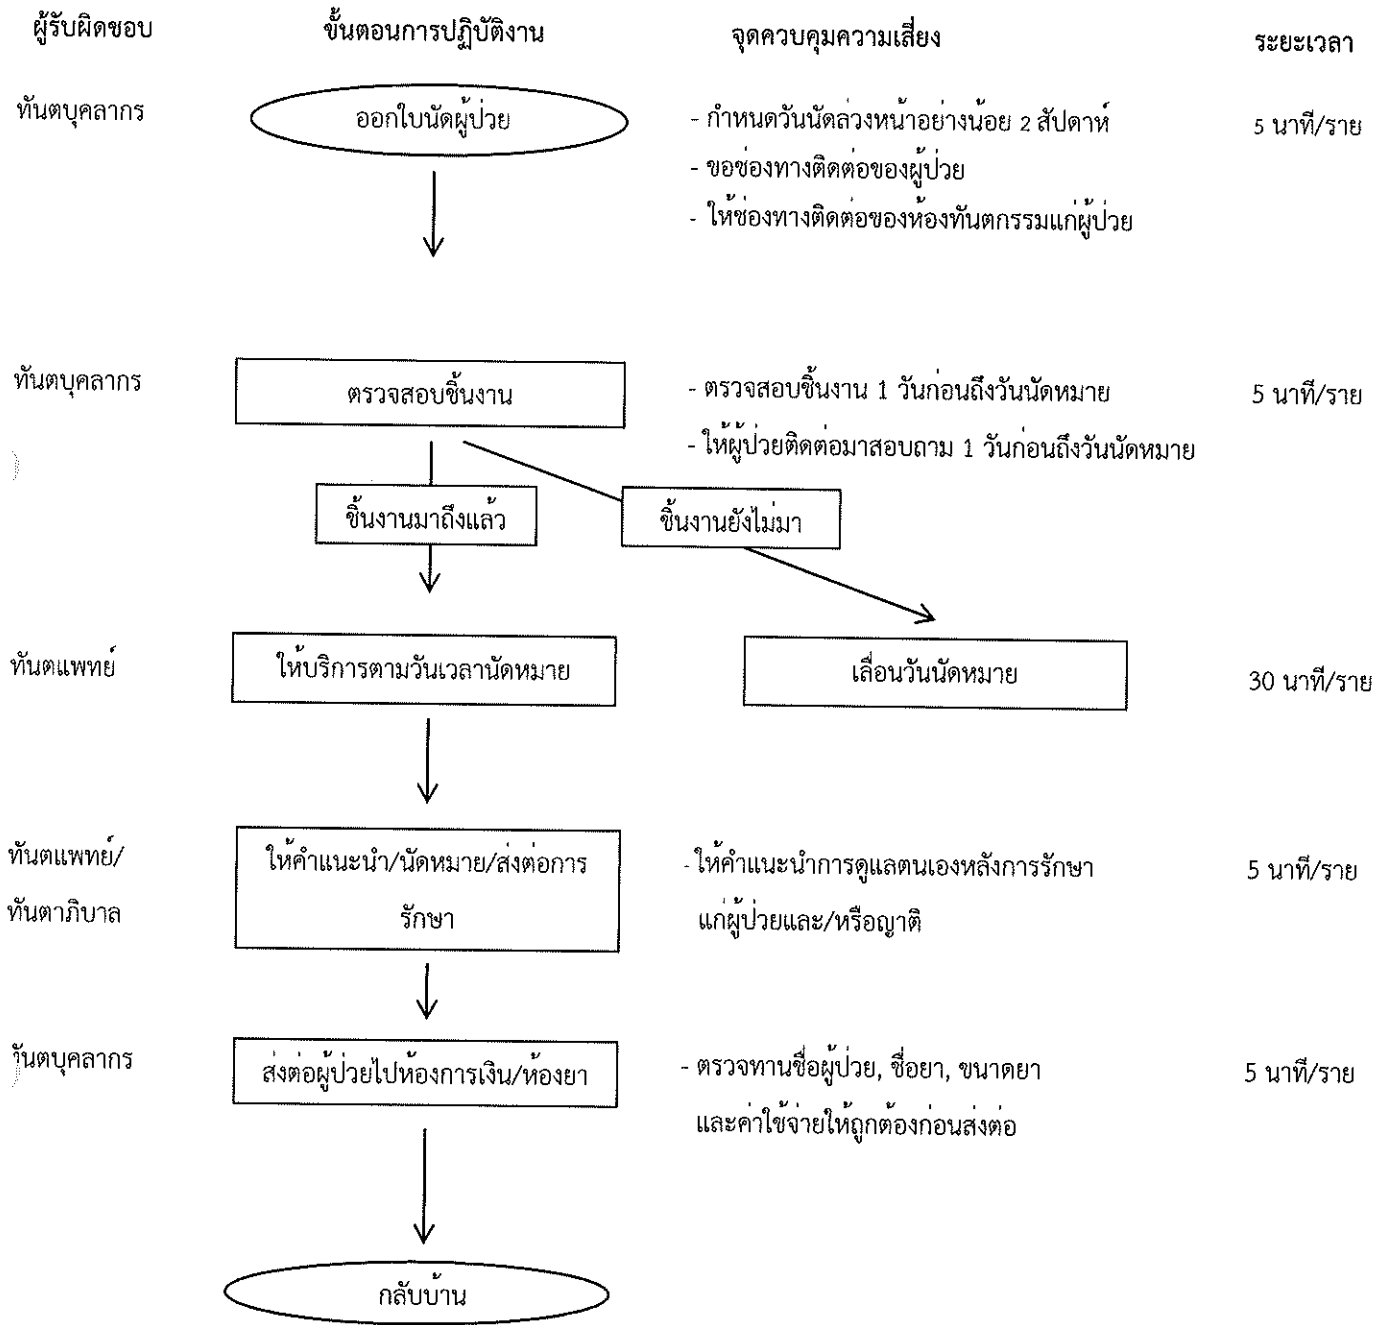 ผู้รับผิดชอบ ขั้นตอนการปฏิบัติงาน จุดควบคุมความเสี่ยง ระยะเวลา
ทันตบุคลากร ออกใบนัดผู้ป่วย - กำหนดวันนัดล่วงหน้าอย่างน้อย 2 สัปดาห์ 5 นาที/ราย
- ขอช่องทางติดต่อของผู้ป่วย
- ให้ช่องทางติดต่อของห้องทันตกรรมแก่ผู้ป่วย
ทันตบุคลากร ตรวจสอบชิ้นงาน - ตรวจสอบชิ้นงาน 1 วันก่อนถึงวันนัดหมาย 5 นาที/ราย
- ให้ผู้ป่วยติดต่อมาสอบถาม 1 วันก่อนถึงวันนัดหมาย
ชิ้นงานมาถึงแล้ว ชิ้นงานยังไม่มา
ทันตแพทย์ ให้บริการตามวันเวลานัดหมาย เลื่อนวันนัดหมาย 30 นาที/ราย
ทันตแพทย์/ ให้คำแนะนำ/นัดหมาย/ส่งต่อการ - ให้คำแนะนำการดูแลตนเองหลังการรักษา 5 นาที/ราย
ทันตาภิบาล รักษา แก่ผู้ป่วยและ/หรือญาติ
ทันตบุคลากร ส่งต่อผู้ป่วยไปห้องการเงิน/ห้องยา - ตรวจทานชื่อผู้ป่วย, ชื่อยา, ขนาดยา 5 นาที/ราย
และค่าใช้จ่ายให้ถูกต้องก่อนส่งต่อ
กลับบ้าน